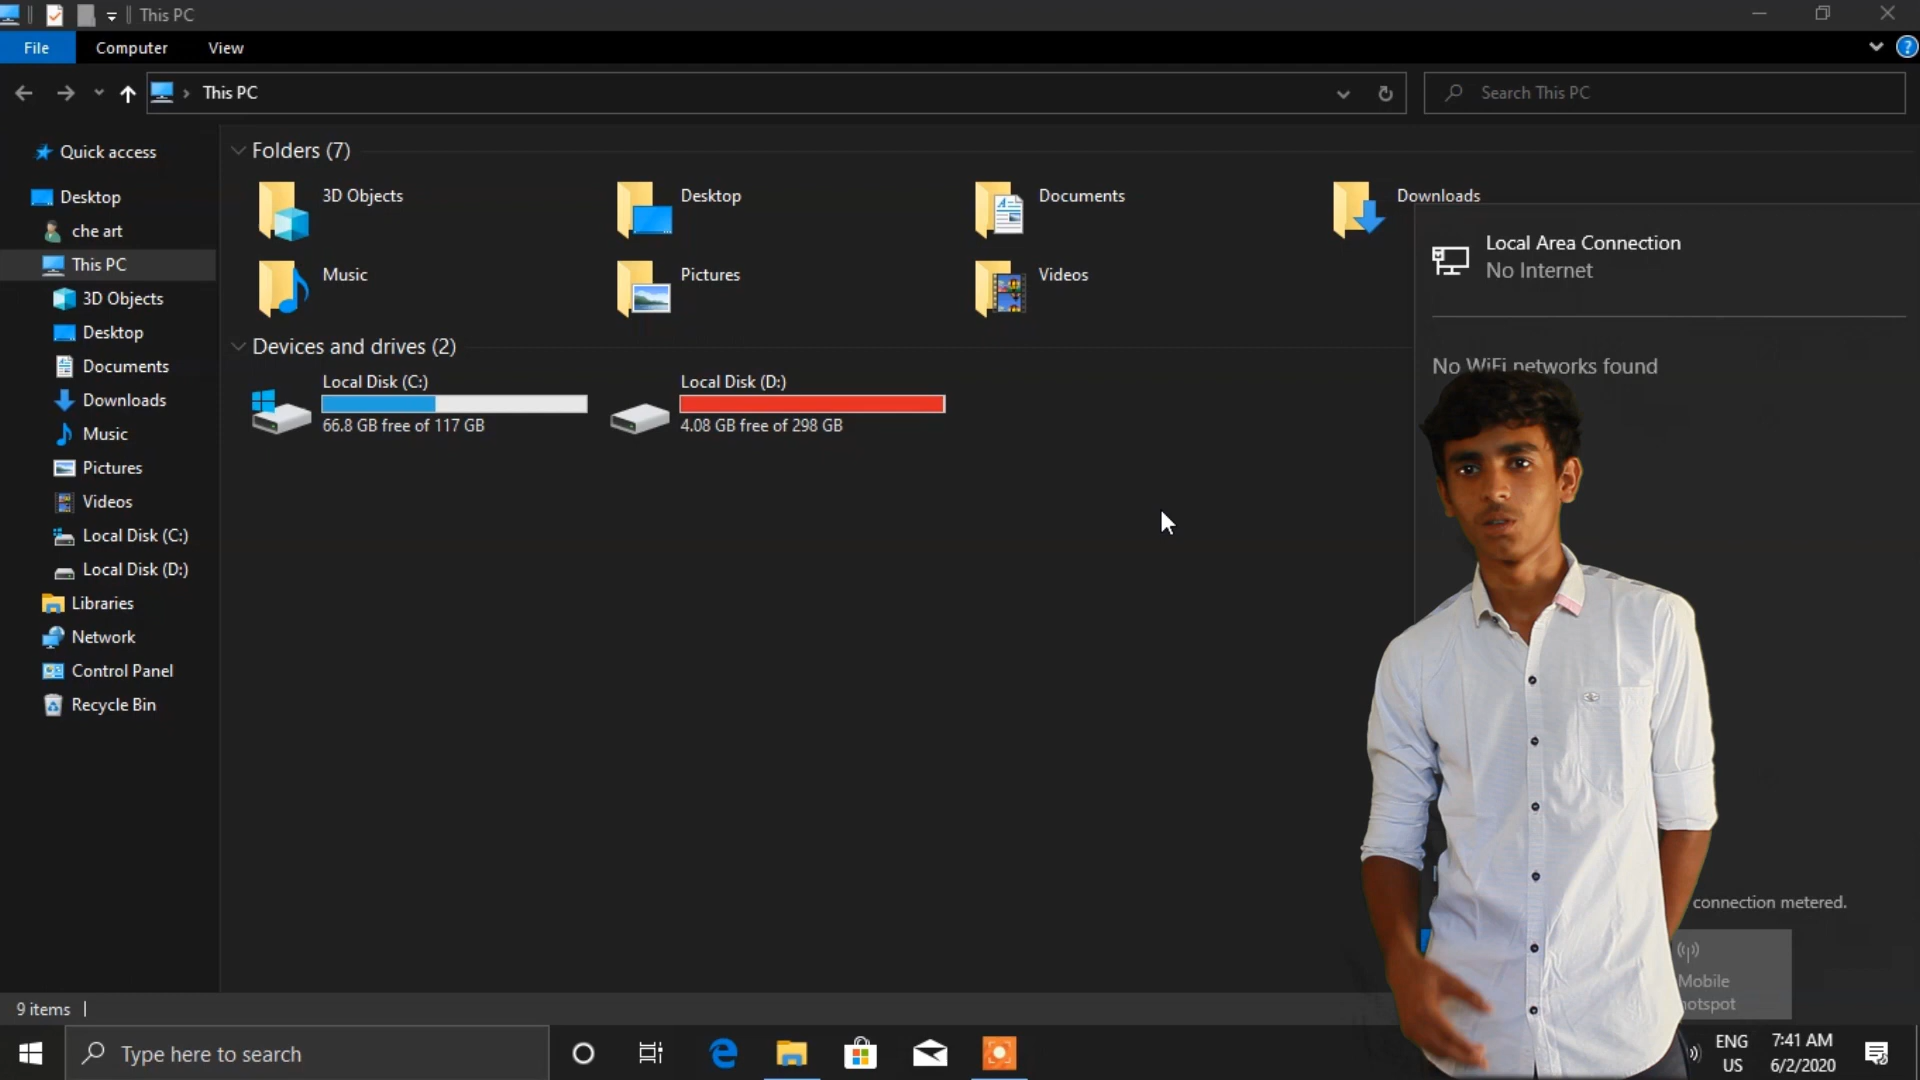 This PC
File
Computer
View
This PC
Search This PC
Quick access
Desktop
che art
This PC
3D Objects
Desktop
Documents
Downloads
Music
Pictures
Videos
Local Disk (C:)
Local Disk (D:)
Libraries
Network
Control Panel
Recycle Bin
Folders (7)
3D Objects
Desktop
Documents
Downloads
Music
Pictures
Videos
Devices and drives (2)
Local Disk (C:)
66.8 GB free of 117 GB
Local Disk (D:)
4.08 GB free of 298 GB
Local Area Connection
No Internet
No WiFi networks found
connection metered.
Mobile
9 items
Type here to search
ENG
US
7:41 AM
6/2/2020